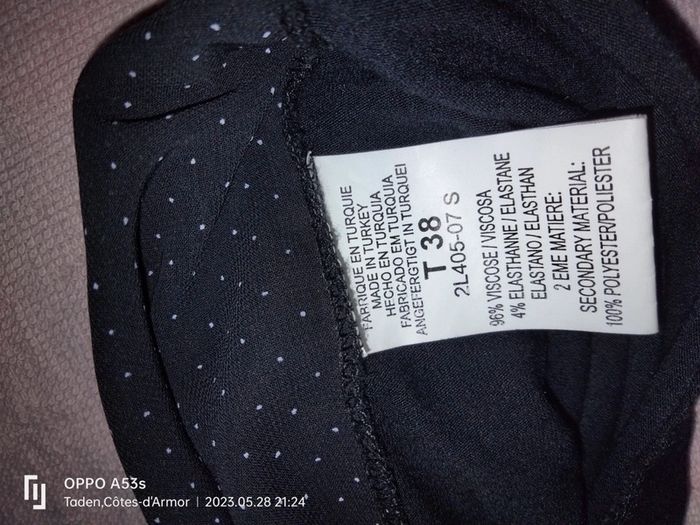 FABRIQUE EN TURQUIE
MADE IN TURKEY
HECHO EN TURQUIA
FABRICADO EM TURQUIA
ANGEFERGTIGT IN TURQUEI
T 38
2L405-07 S
96% VISCOSE / VISCOSA
4% ELASTHANNE / ELASTANE
ELASTANO / ELASTHAN
2 EME MATIERE:
SECONDARY MATERIAL:
100% POLYESTER/POLIESTER
OPPO A53s
Taden,Côtes-d'Armor | 2023.05.28 21:24